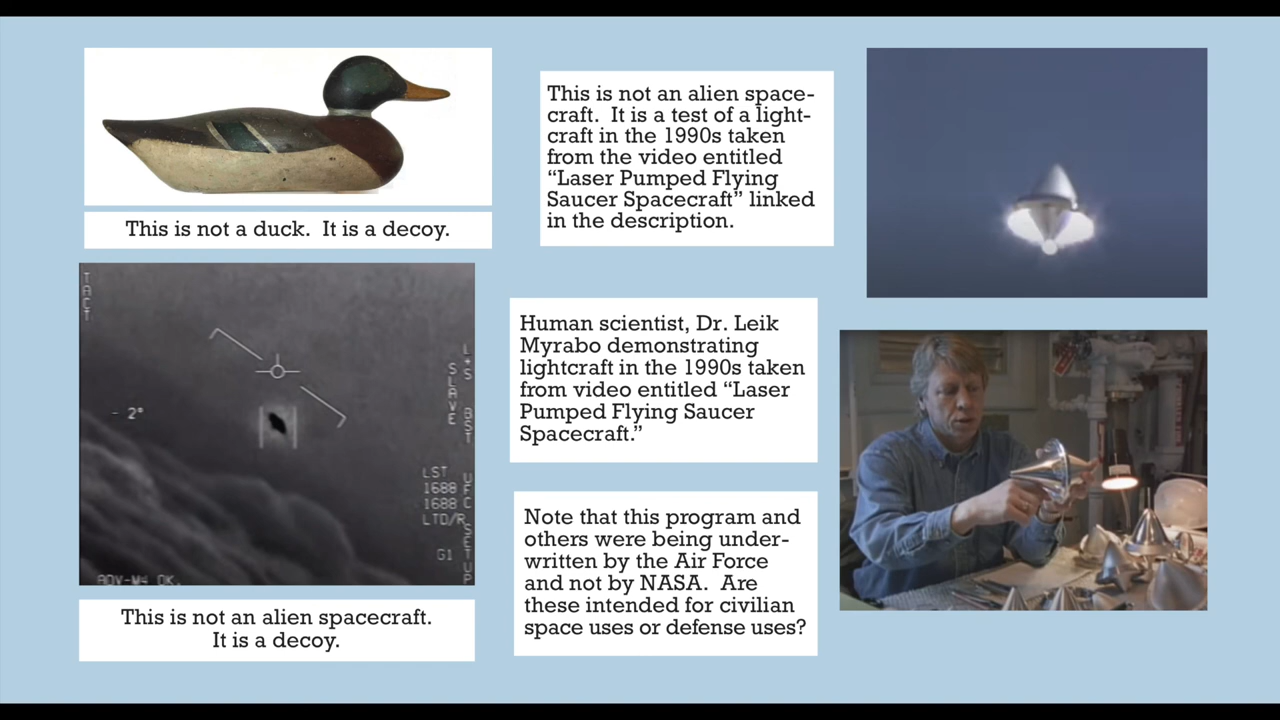 This is not a duck.  It is a decoy.
TACT
- 2°
L+S BST UFC SETUP
SLAVE
LST
1688
1688
LTD/R
G1
ADV-M4 OK.
This is not an alien spacecraft.
It is a decoy.
This is not an alien space-
craft.  It is a test of a light-
craft in the 1990s taken
from the video entitled
“Laser Pumped Flying
Saucer Spacecraft” linked
in the description.
Human scientist, Dr. Leik
Myrabo demonstrating
lightcraft in the 1990s taken
from video entitled “Laser
Pumped Flying Saucer
Spacecraft.”
Note that this program and
others were being under-
written by the Air Force
and not by NASA.  Are
these intended for civilian
space uses or defense uses?